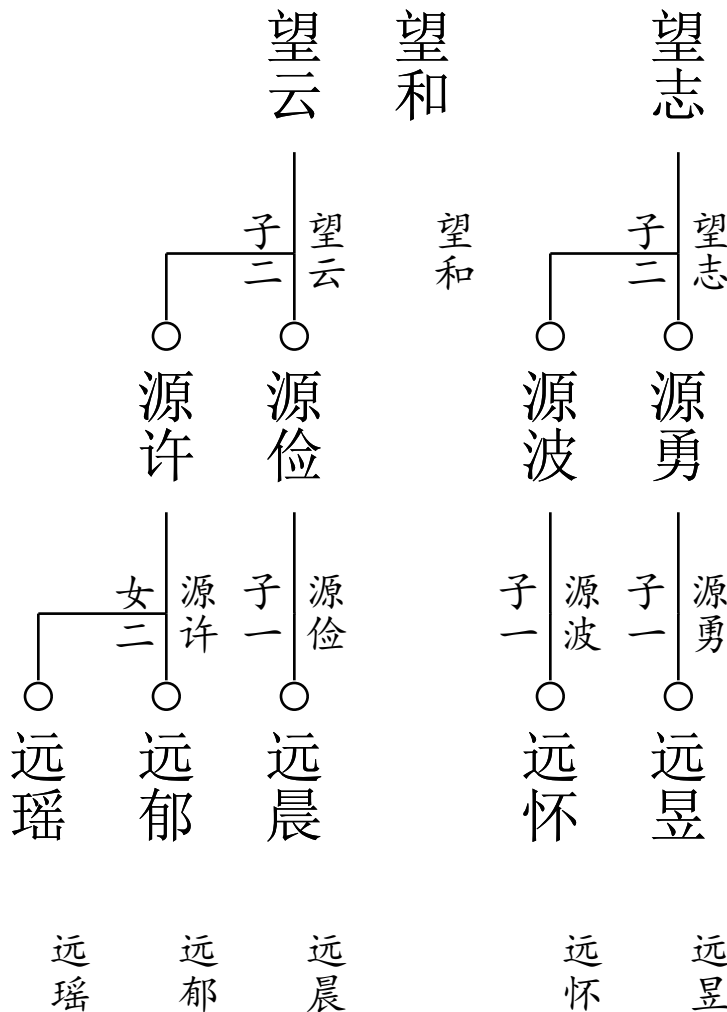 望志
望和
望云
望志
子二
望和
望云
子二
源勇
源波
源俭
源许
源勇
子一
源波
子一
源俭
子一
源许
女二
远昱
远怀
远晨
远郁
远瑶
远昱
远怀
远晨
远郁
远瑶